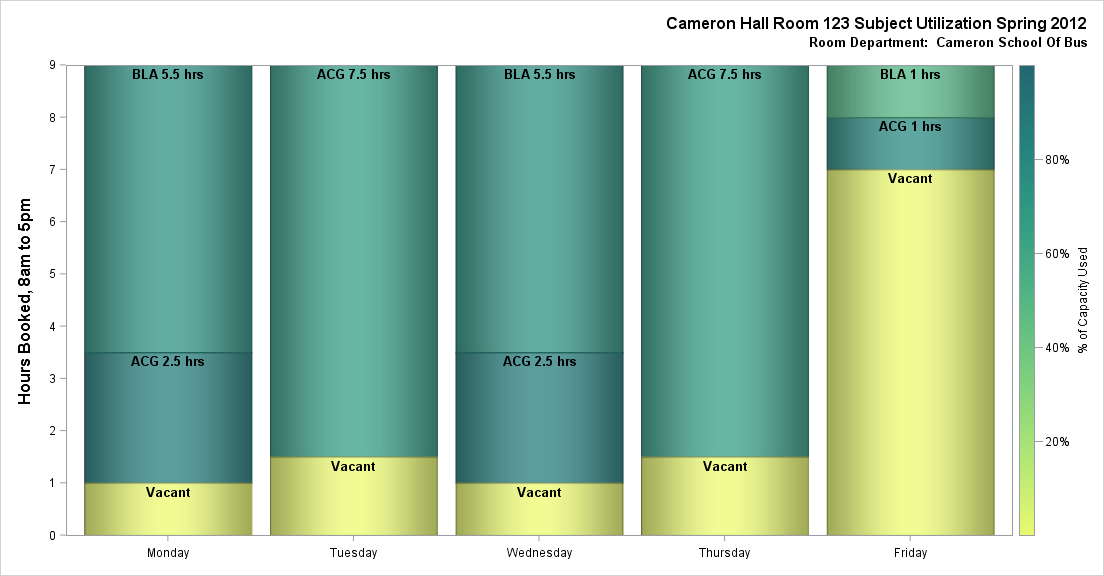 Cameron Hall Room 123 Subject Utilization Spring 2012
Room Department:  Cameron School Of Bus
Hours Booked, 8am to 5pm
9
8
7
6
5
4
3
2
1
0
BLA 5.5 hrs
ACG 2.5 hrs
Vacant
ACG 7.5 hrs
Vacant
BLA 5.5 hrs
ACG 2.5 hrs
Vacant
ACG 7.5 hrs
Vacant
BLA 1 hrs
ACG 1 hrs
Vacant
Monday
Tuesday
Wednesday
Thursday
Friday
80%
60%
40%
20%
% of Capacity Used